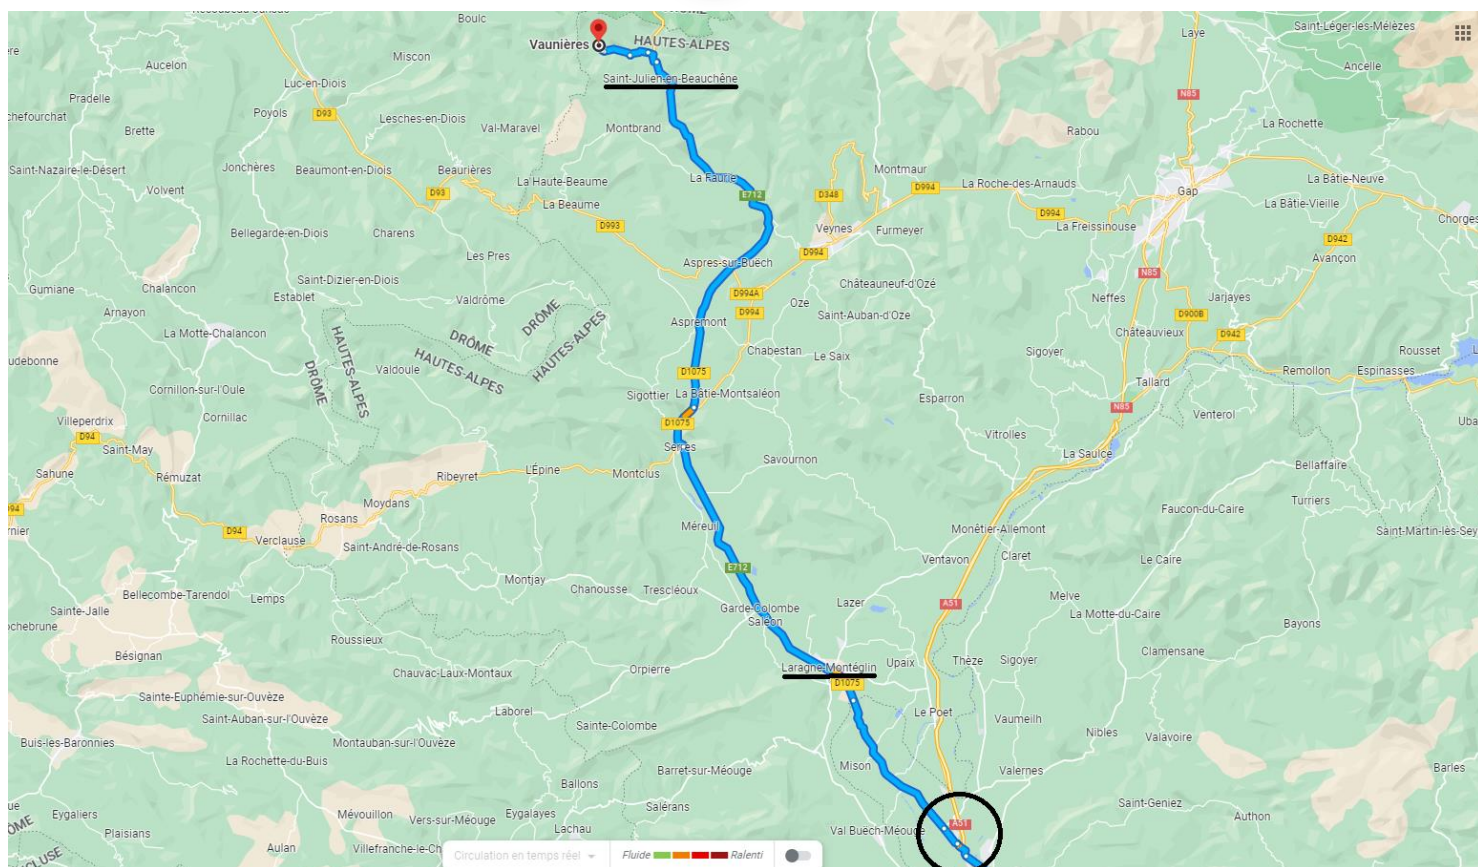 Boulc
Saint-Léger-les-Mélèzes
Laye
HAUTES-ALPES
Vaunières
Miscon
Aucelon
Ancelle
Saint-Julien-en-Beauchêne
Luc-en-Diois
N85
Pradelle
D93
Poyols
Lesches-en-Diois
Val-Maravel
Montbrand
Rabou
La Rochette
Brette
Saint-Nazaire-le-Désert
Jonchères
Beaumont-en-Diois
Beaurières
La Haute-Beaume
La Faurie
Montmaur
La Roche-des-Arnauds
La Bâtie-Neuve
Volvent
D93
La Beaume
E712
D348
D994
Gap
La Bâtie-Vieille
D993
D994
La Freissinouse
Chorges
Bellegarde-en-Diois
Charens
Veynes
Furmeyer
D942
Les Pres
Aspres-sur-Buëch
D994
Avançon
Gumiane
Chalancon
Saint-Dizier-en-Diois
Establet
Valdrôme
D994A
Oze
Châteauneuf-d'Oze
N85
Neffes
Jarjayes
Arnayon
DRÔME
HAUTES-ALPES
D994
Saint-Auban-d'Oze
D900B
La Motte-Chalancon
HAUTES-ALPES
DRÔME
DRÔME
HAUTES-ALPES
Aspremont
Châteauvieux
D942
Chabestan
Le Saix
Sigoyer
Rousset
Valdoule
D1075
Tallard
Remollon
Espinasses
Cornillon-sur-l'Oule
Sigottier
La Bâtie-Montsaléon
Esparron
N85
Venterol
Villeperdrix
Cornillac
D1075
D94
Saint-May
Serres
Savournon
Vitrolles
La Saulce
Bellaffaire
Sahune
Rémuzat
Ribeyret
L'Épine
Montclus
Turriers
Moydans
D94
Rosans
Méreuil
Monêtier-Allemont
Faucon-du-Caire
D94
Verclause
Saint-André-de-Rosans
Ventavon
Claret
Le Caire
Montjay
E712
Chanousse
Trescléoux
Melve
Bellecombe-Tarendol
Lemps
Sainte-Jalle
Garde-Colombe
Saléon
Lazer
A51
La Motte-du-Caire
Bayons
Roussieux
Bésignan
Chauvac-Laux-Montaux
Orpierre
Laragne-Montéglin
Upaix
Thèze
Sigoyer
Clamensane
D1075
Sainte-Euphémie-sur-Ouvèze
Laborel
Saint-Auban-sur-l'Ouvèze
Sainte-Colombe
Le Poët
Vaumeilh
Nibles
Valavoire
Buis-les-Baronnies
Montauban-sur-l'Ouvèze
La Rochette-du-Buis
Barret-sur-Méouge
Mison
Valernes
Barles
Ballons
Salérans
Saint-Geniez
Eygaliers
Mévouillon
Vers-sur-Méouge
Eygalayes
Authon
Plaisians
Lachau
Val Buëch-Méouge
A51
Aulan
Circulation en temps réel
Fluide
Ralenti